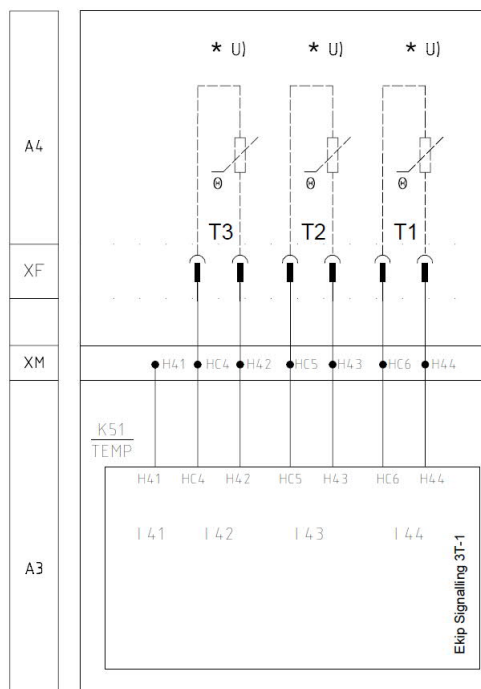 * U) * U) * U)
A4
Θ Θ Θ
T3 T2 T1
XF
XM H41 HC4 H42 HC5 H43 HC6 H44
K51
TEMP
H41 HC4 H42 HC5 H43 HC6 H44
I 41 I 42 I 43 I 44
A3
Ekip Signalling 3T-1